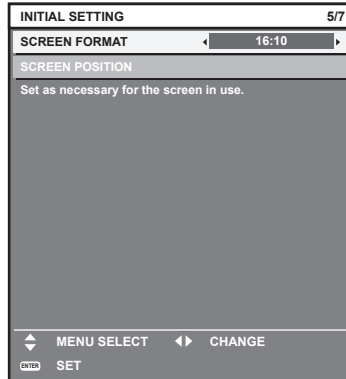 INITIAL SETTING 5/7
SCREEN FORMAT 16:10
SCREEN POSITION
Set as necessary for the screen in use.
MENU SELECT CHANGE
ENTER SET